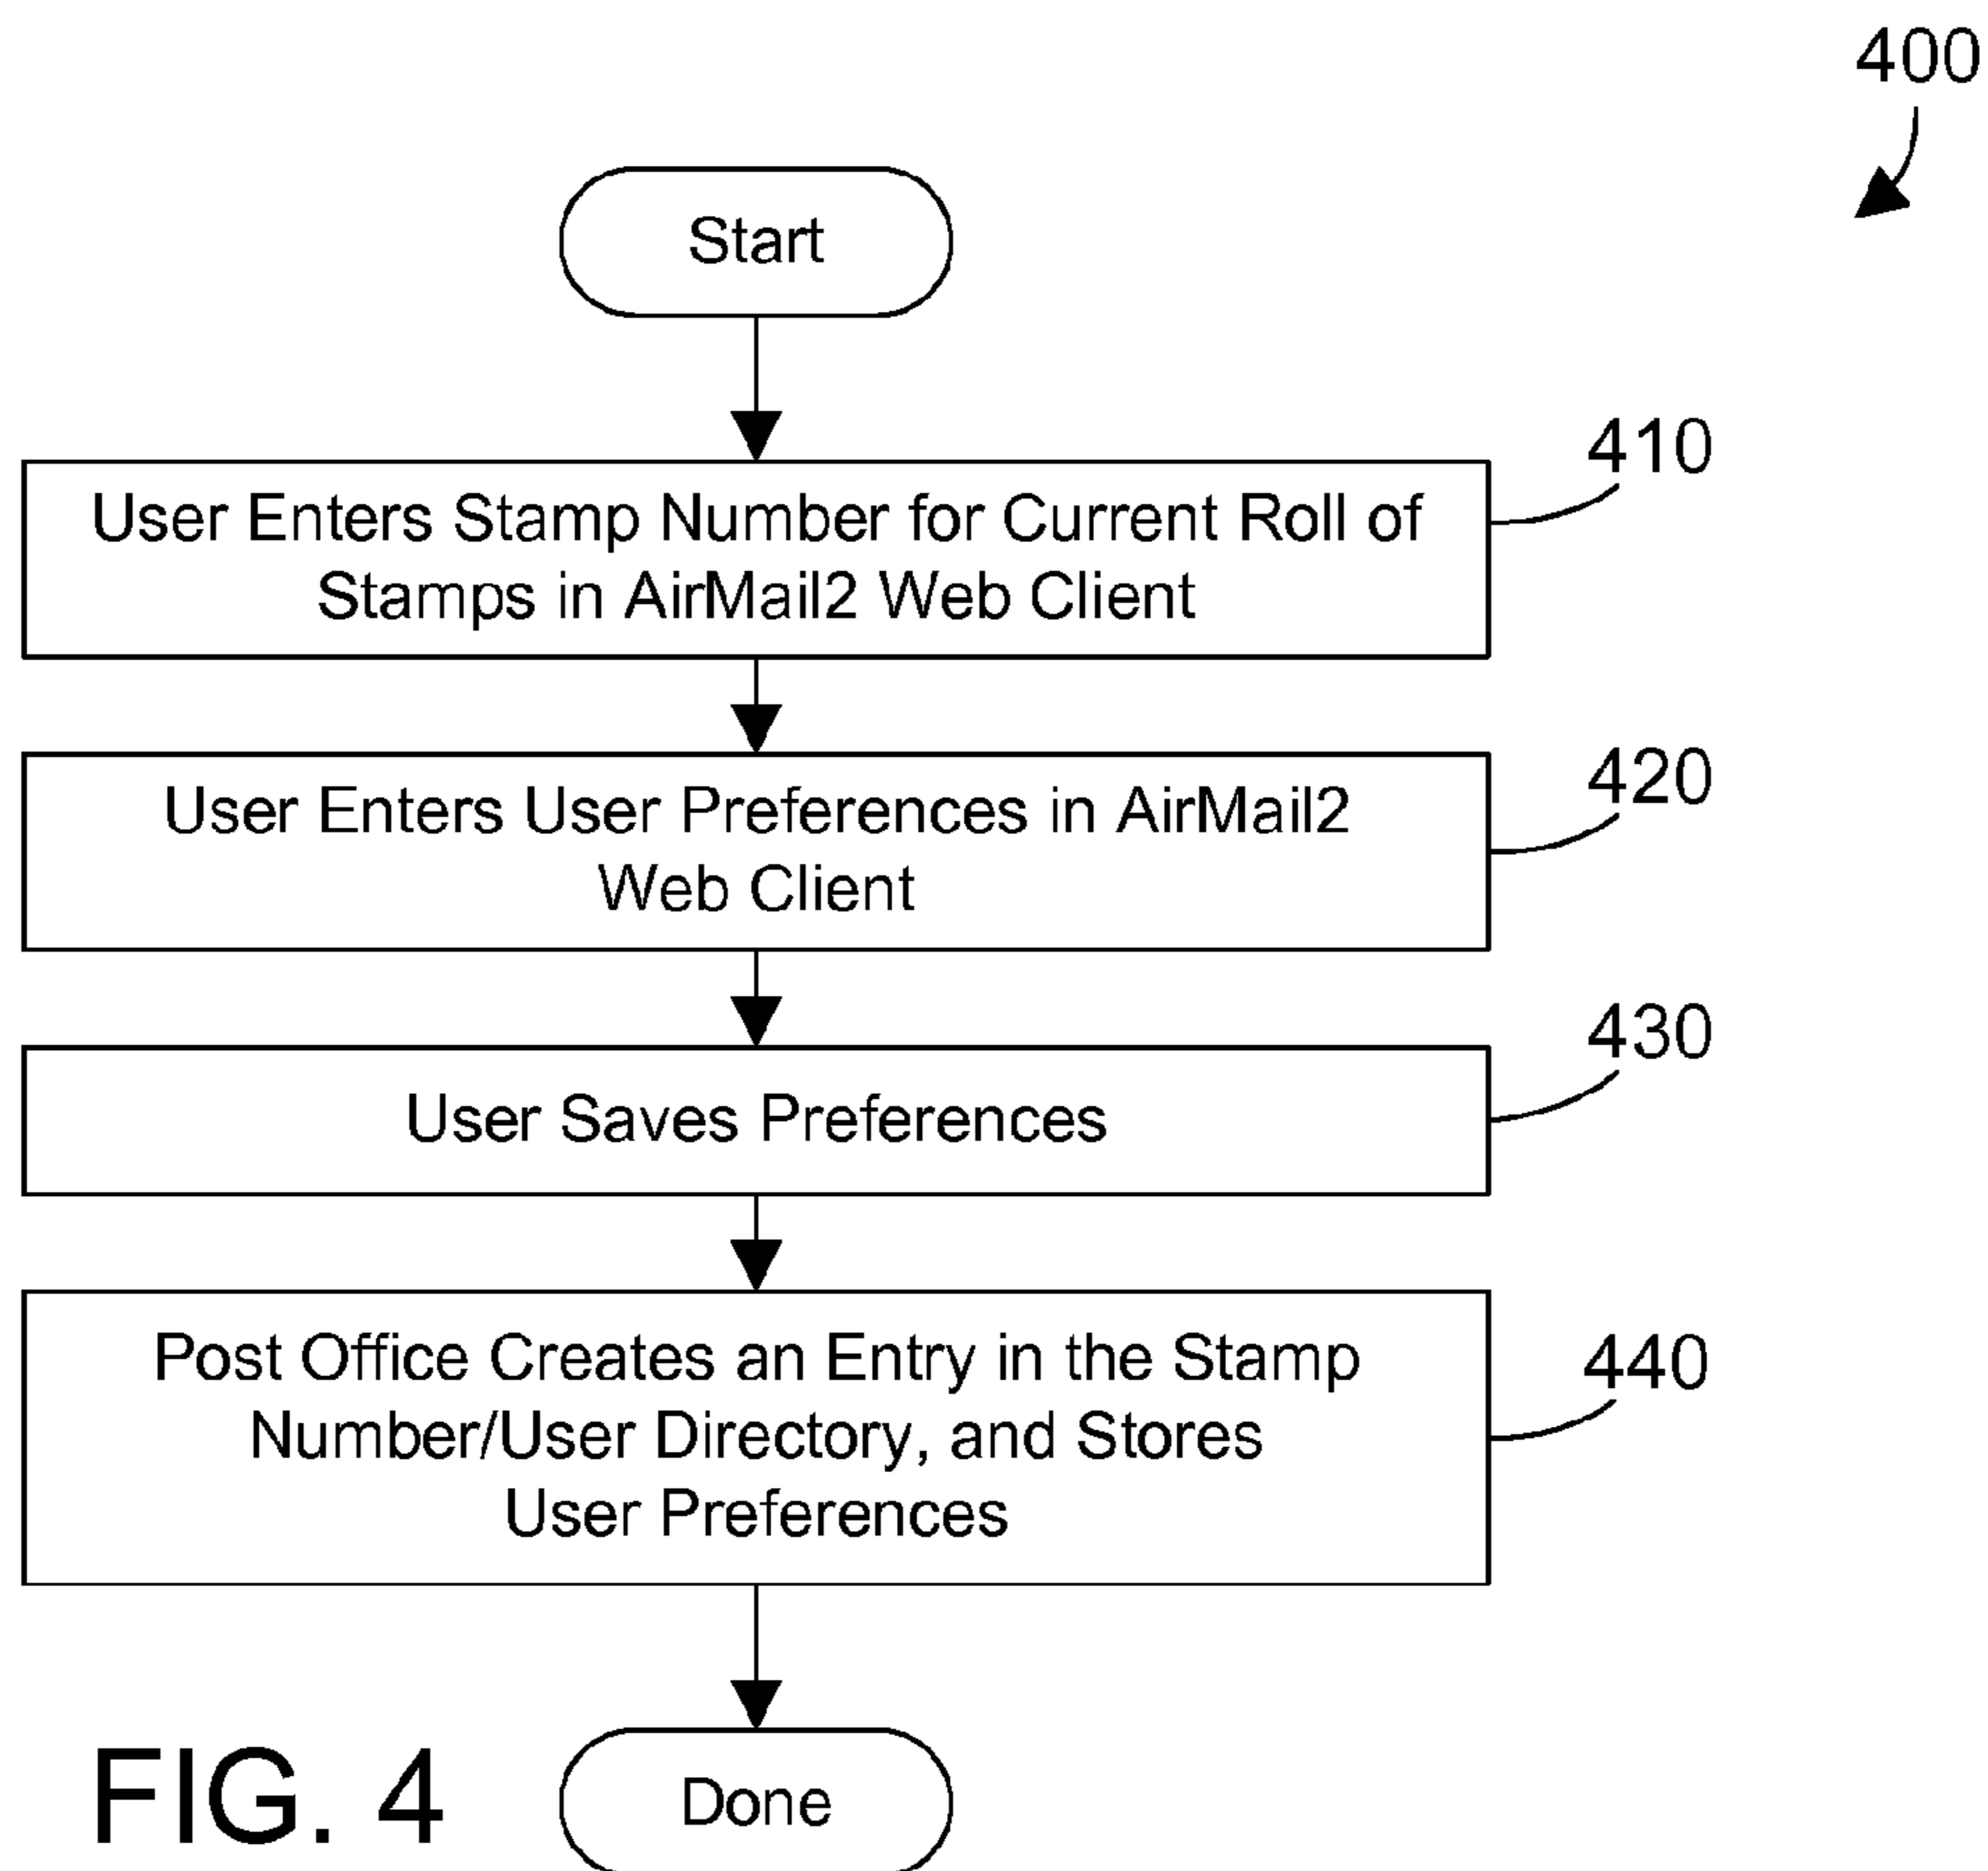 400
Start
410
User Enters Stamp Number for Current Roll of
Stamps in AirMail2 Web Client
420
User Enters User Preferences in AirMail2
Web Client
430
User Saves Preferences
440
Post Office Creates an Entry in the Stamp
Number/User Directory, and Stores
User Preferences
Done
FIG. 4